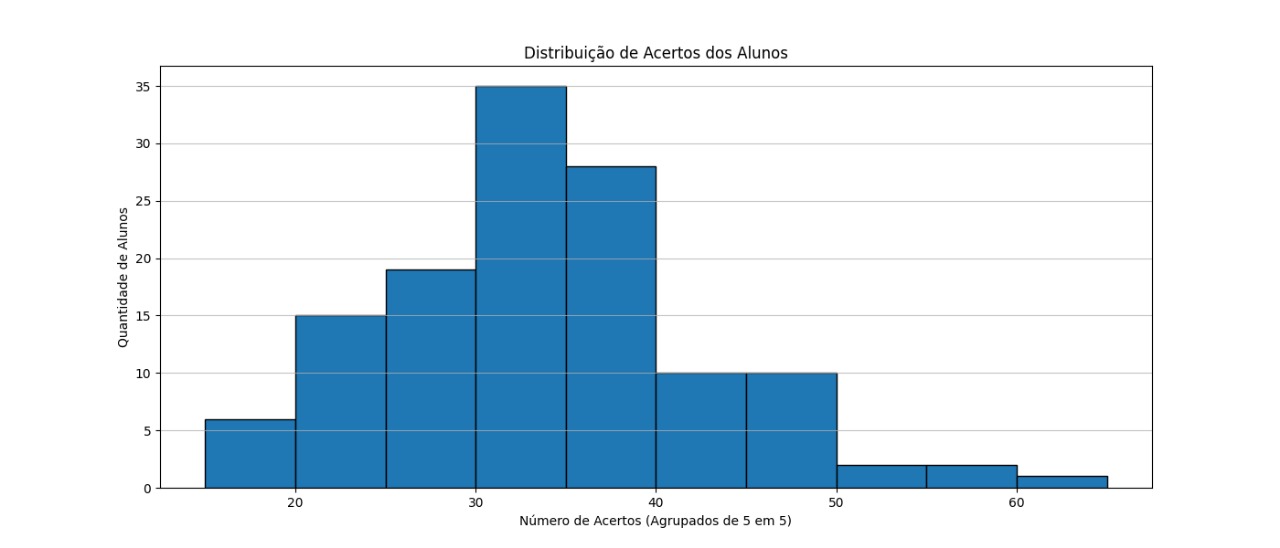 Distribuição de Acertos dos Alunos
Quantidade de Alunos
35
30
25
20
15
10
5
0
20 30 40 50 60
Número de Acertos (Agrupados de 5 em 5)